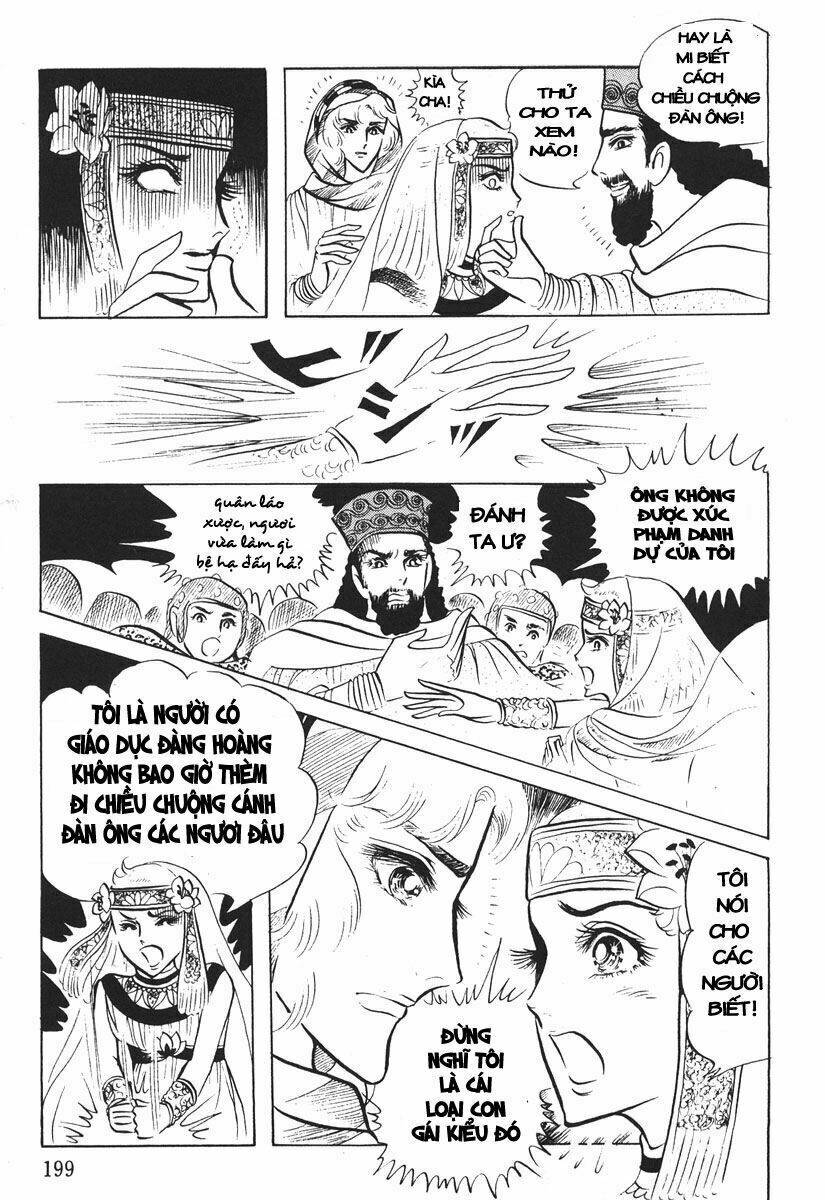 HAY LÀ
MI BIẾT
CÁCH
CHIỀU CHUỘNG
ĐÀN ÔNG!
THỬ
CHO TA
XEM
NÀO!
KÌA
CHA!
ビシッ
ÔNG KHÔNG
ĐƯỢC XÚC
PHẠM DANH
DỰ CỦA TÔI
ĐÁNH
TA Ư?
Quân láo
xược, ngươi
vừa làm gì
bệ hạ đấy hả?
TÔI
NÓI
CHO
CÁC
NGƯỜI
BIẾT!
ĐỪNG
NGHĨ TÔI
LÀ CÁI
LOẠI CON
GÁI KIỂU ĐÓ
TÔI LÀ NGƯỜI CÓ
GIÁO DỤC ĐÀNG HOÀNG
KHÔNG BAO GIỜ THÈM
ĐI CHIỀU CHUỘNG CÁNH
ĐÀN ÔNG CÁC NGƯƠI ĐÂU
199